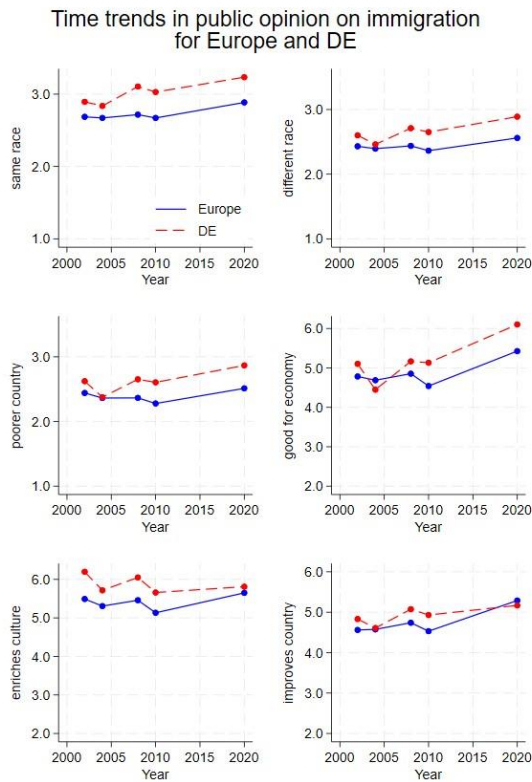 Time trends in public opinion on immigration
for Europe and DE
3.0
2.0
1.0
same race
Europe
DE
2000 2005 2010 2015 2020
Year
3.0
2.0
1.0
different race
2000 2005 2010 2015 2020
Year
3.0
2.0
1.0
poorer country
2000 2005 2010 2015 2020
Year
6.0
5.0
4.0
3.0
2.0
good for economy
2000 2005 2010 2015 2020
Year
6.0
5.0
4.0
3.0
2.0
enriches culture
2000 2005 2010 2015 2020
Year
6.0
5.0
4.0
3.0
2.0
improves country
2000 2005 2010 2015 2020
Year